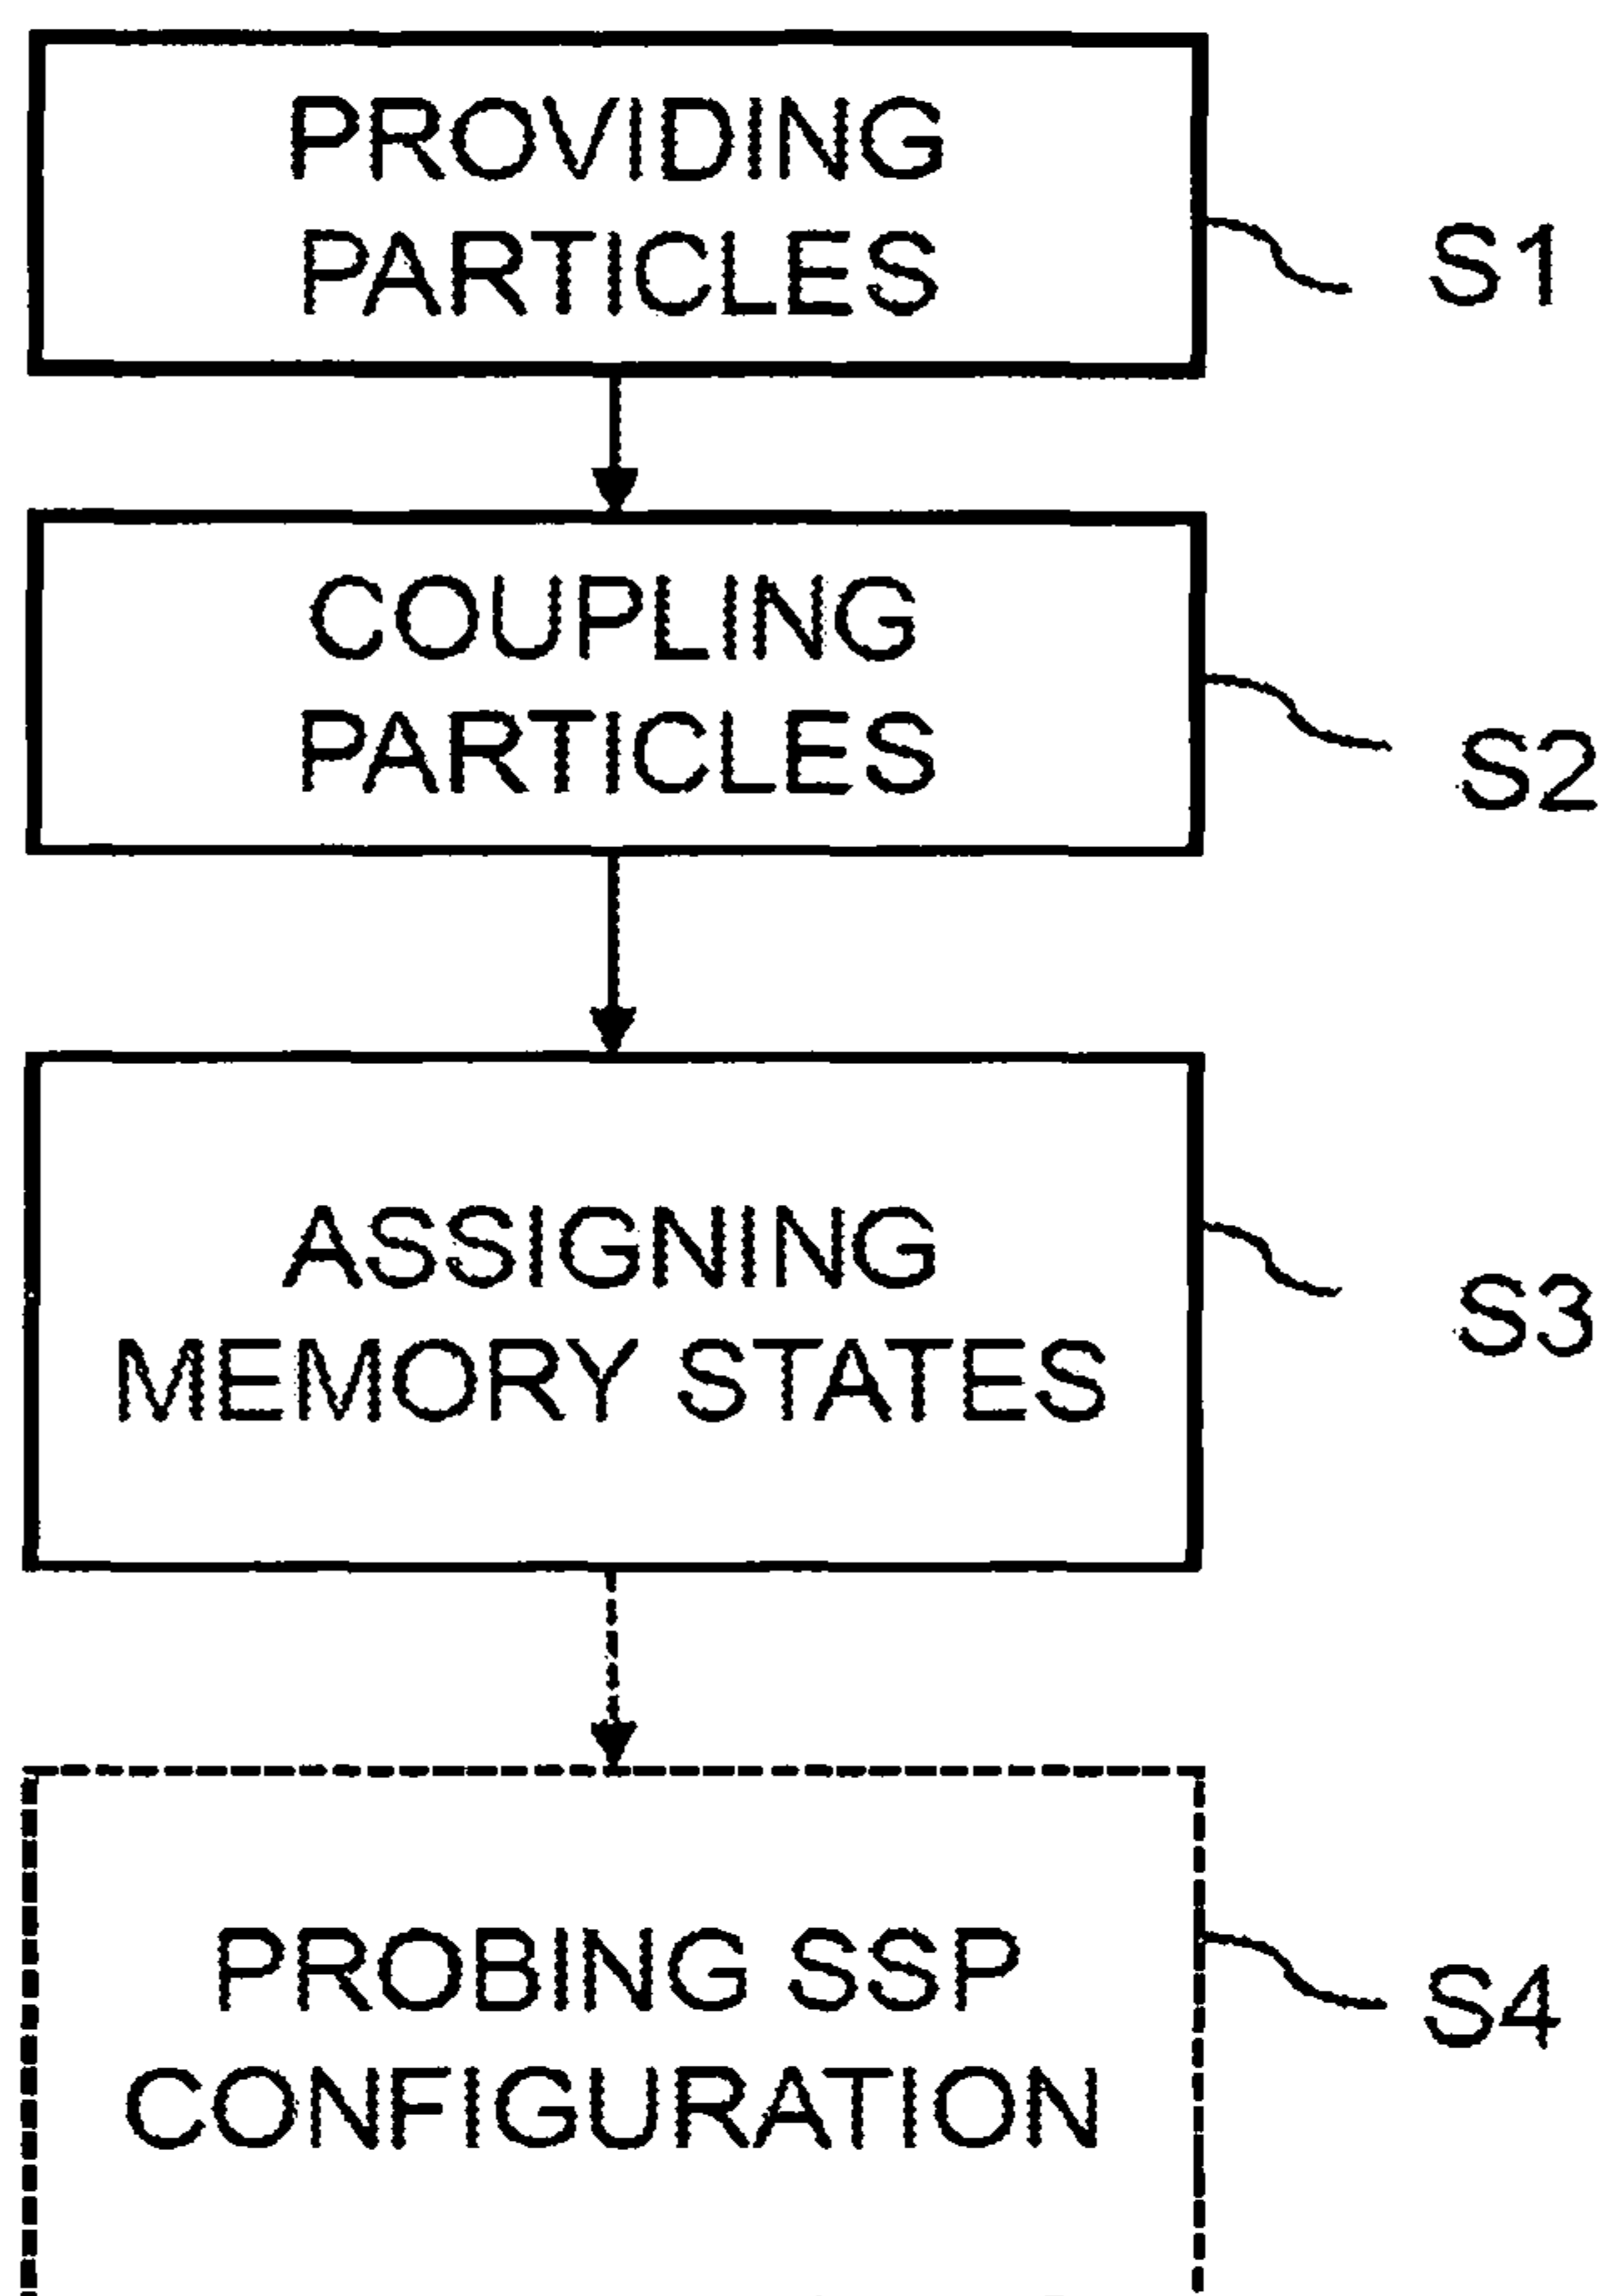 PROVIDING
PARTICLES
S1
COUPLING
PARTICLES
S2
ASSIGNING
MEMORY STATES
S3
PROBING SSP
CONFIGURATION
S4